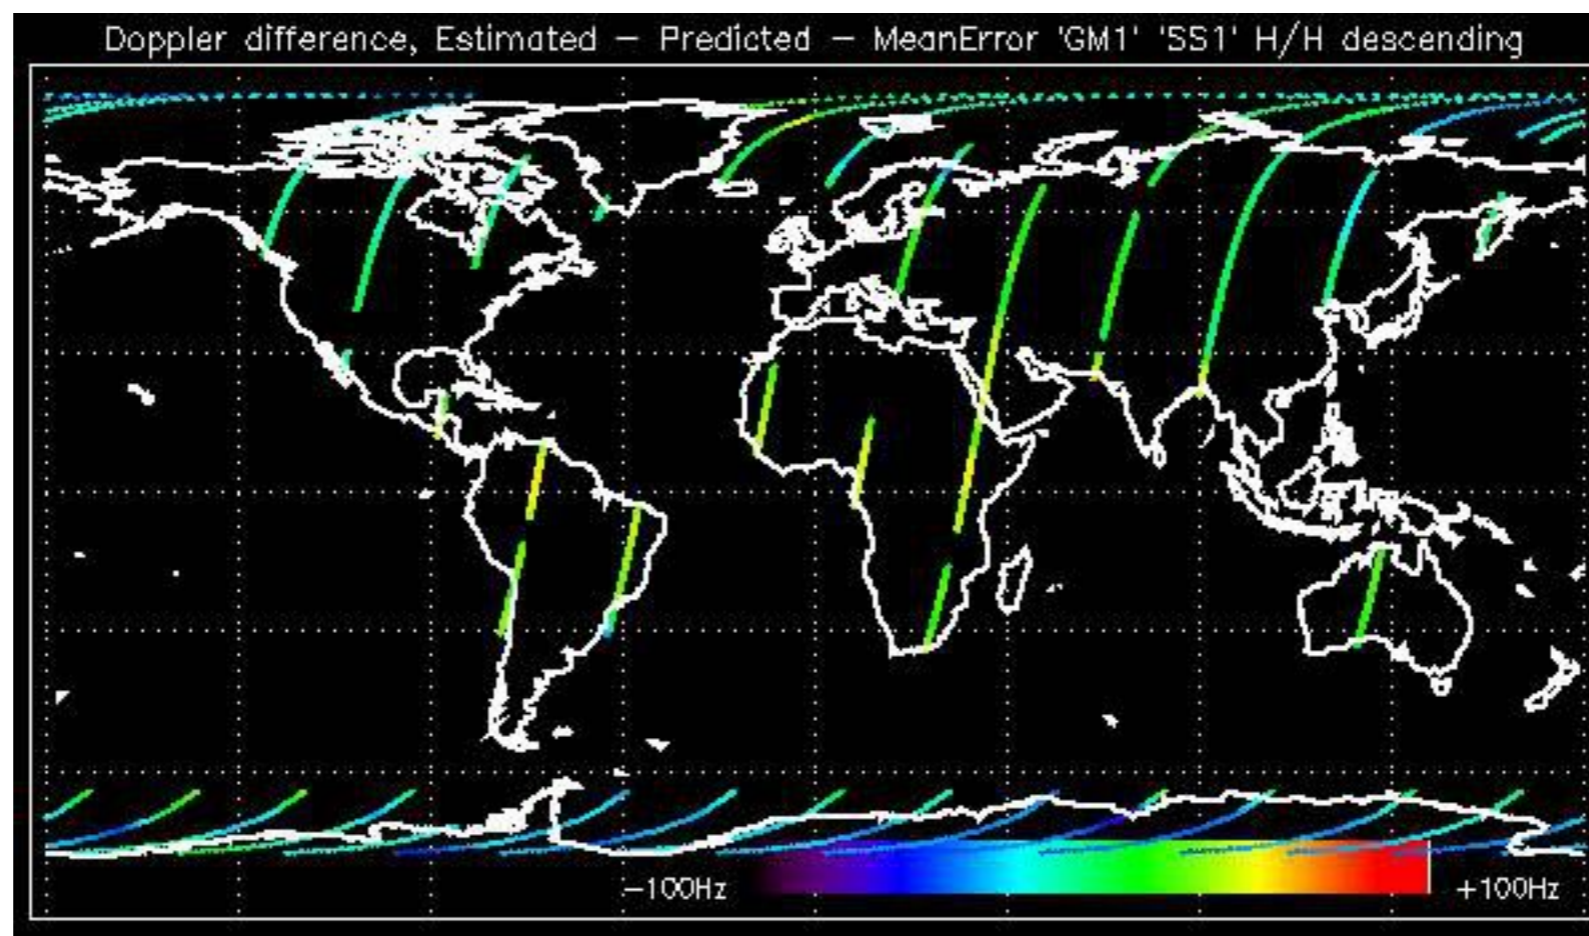 Doppler difference, Estimated – Predicted – MeanError 'GM1' 'SS1' H/H descending
–100Hz
+100Hz